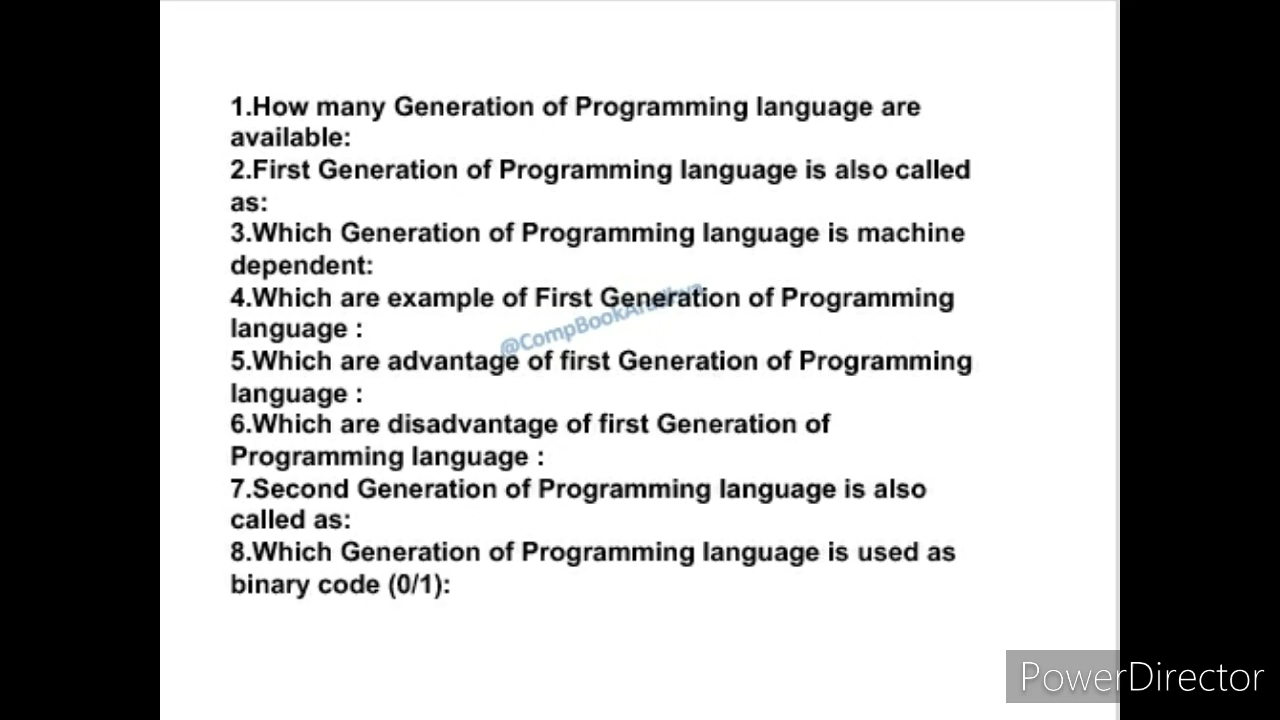 1.How many Generation of Programming language are
available:
2.First Generation of Programming language is also called
as:
3.Which Generation of Programming language is machine
dependent:
4.Which are example of First Generation of Programming
language :
@CompBookAradhya
5.Which are advantage of first Generation of Programming
language :
6.Which are disadvantage of first Generation of
Programming language :
7.Second Generation of Programming language is also
called as:
8.Which Generation of Programming language is used as
binary code (0/1):
PowerDirector